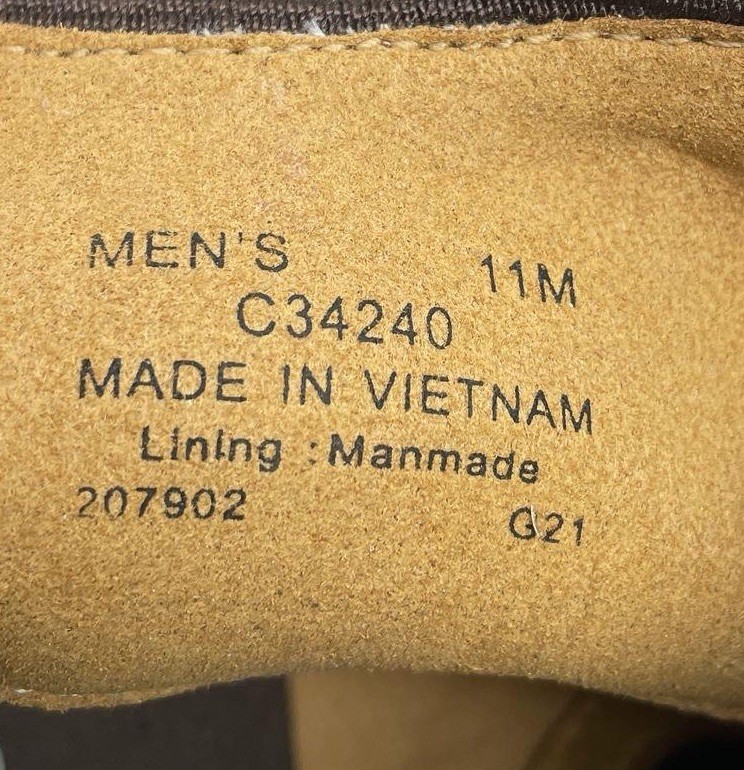 MEN'S 11M
C34240
MADE IN VIETNAM
Lining :Manmade
207902 G21